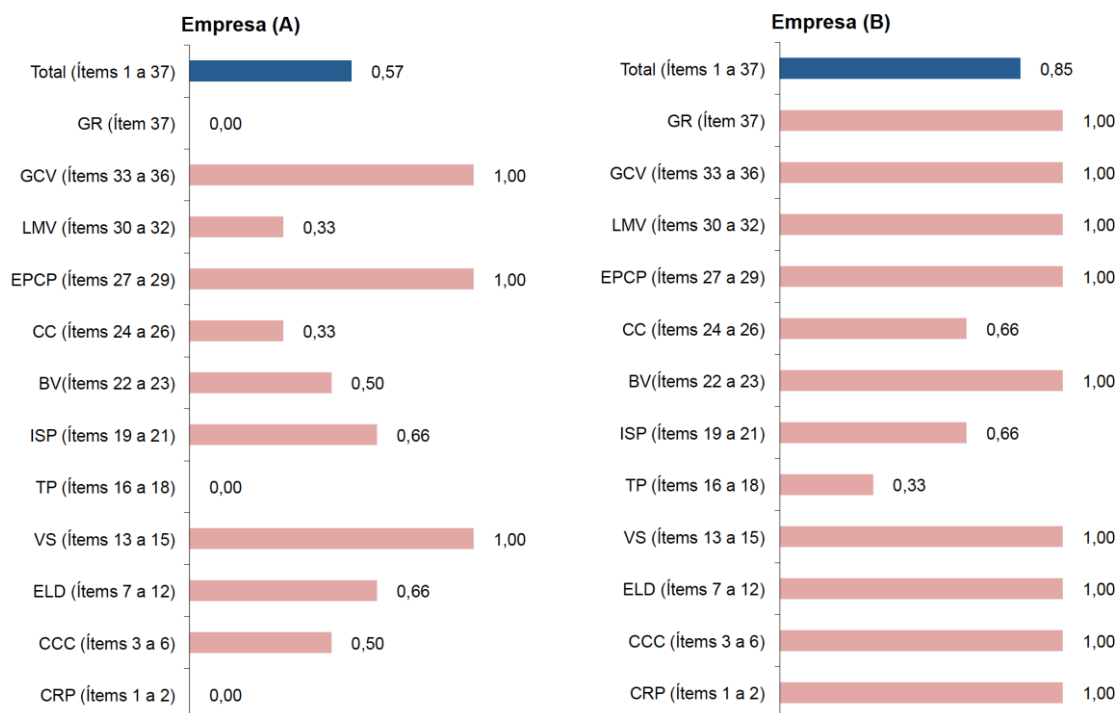 Empresa (A)
Total (Ítems 1 a 37) 0,57
GR (Ítem 37) 0,00
GCV (Ítems 33 a 36) 1,00
LMV (Ítems 30 a 32) 0,33
EPCP (Ítems 27 a 29) 1,00
CC (Ítems 24 a 26) 0,33
BV(Ítems 22 a 23) 0,50
ISP (Ítems 19 a 21) 0,66
TP (Ítems 16 a 18) 0,00
VS (Ítems 13 a 15) 1,00
ELD (Ítems 7 a 12) 0,66
CCC (Ítems 3 a 6) 0,50
CRP (Ítems 1 a 2) 0,00
Empresa (B)
Total (Ítems 1 a 37) 0,85
GR (Ítem 37) 1,00
GCV (Ítems 33 a 36) 1,00
LMV (Ítems 30 a 32) 1,00
EPCP (Ítems 27 a 29) 1,00
CC (Ítems 24 a 26) 0,66
BV(Ítems 22 a 23) 1,00
ISP (Ítems 19 a 21) 0,66
TP (Ítems 16 a 18) 0,33
VS (Ítems 13 a 15) 1,00
ELD (Ítems 7 a 12) 1,00
CCC (Ítems 3 a 6) 1,00
CRP (Ítems 1 a 2) 1,00